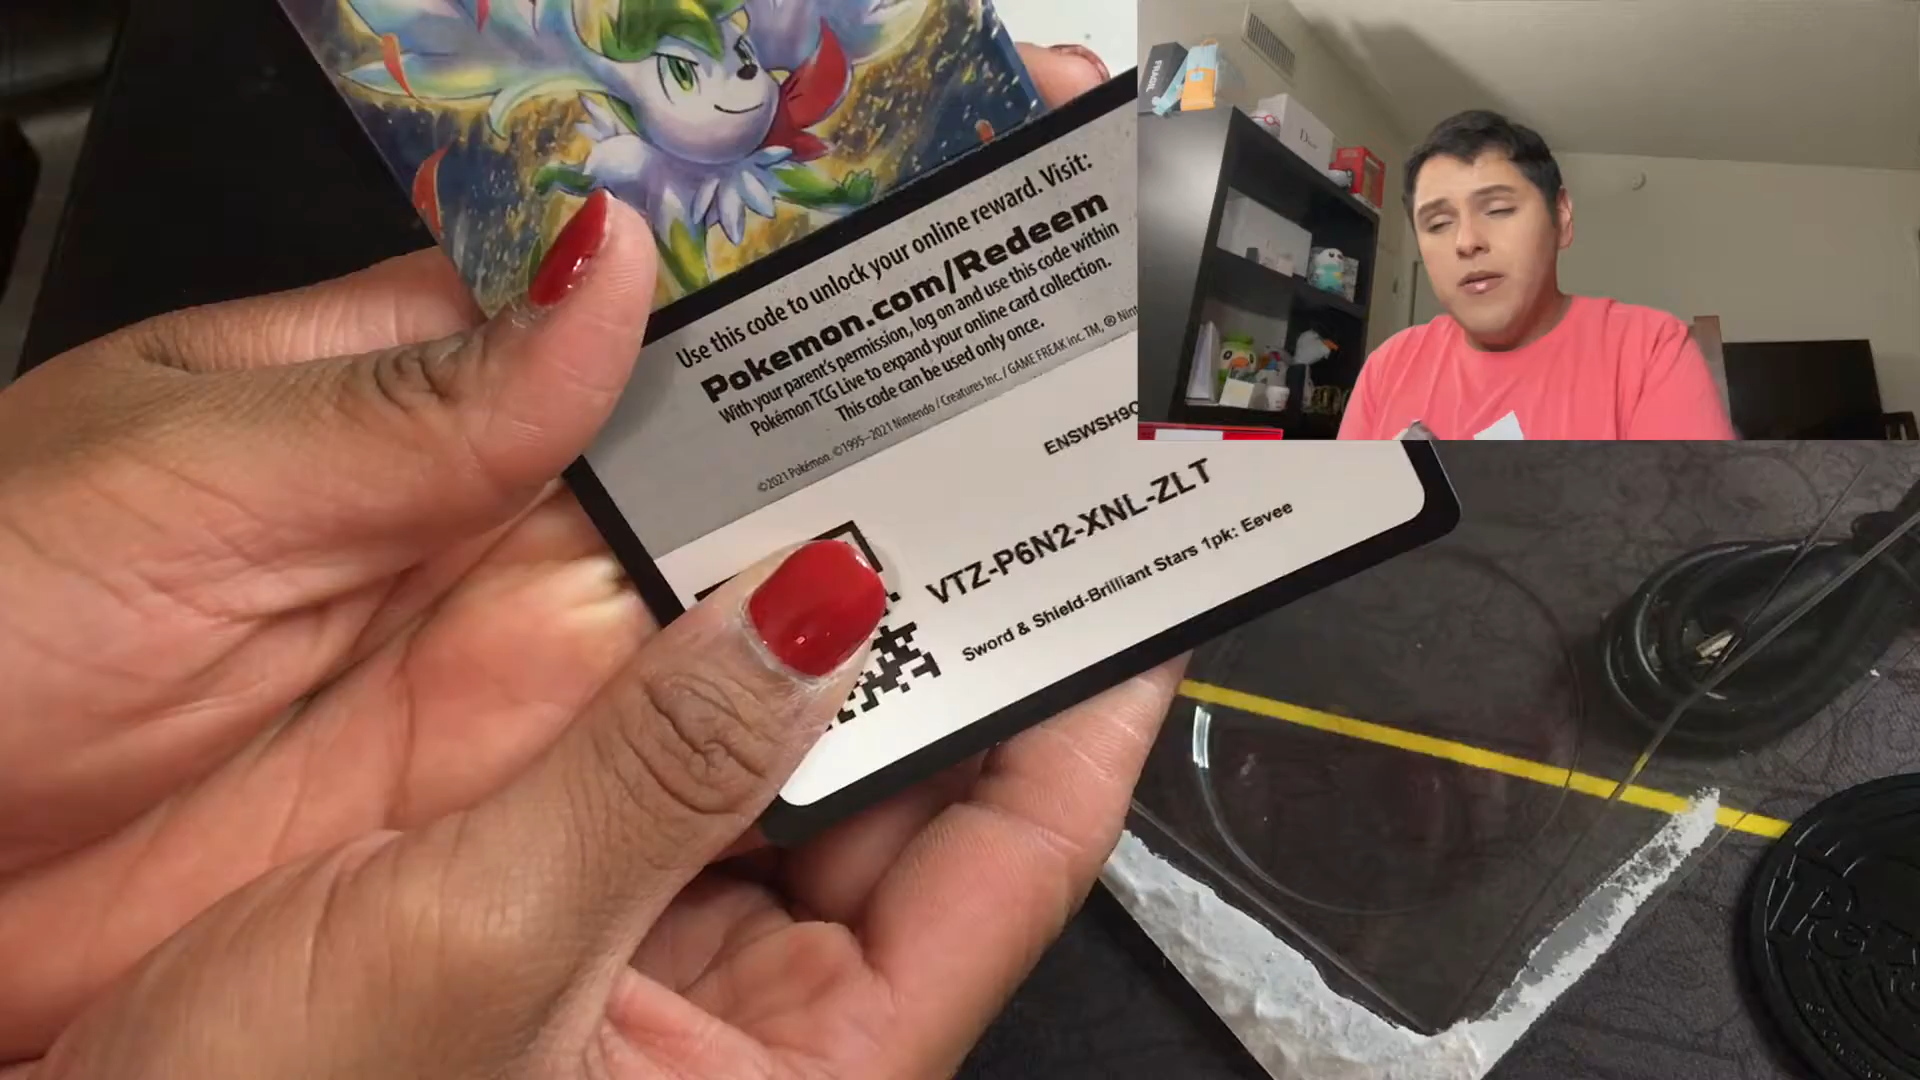 FRAGIL
Dior
Use this code to unlock your online reward. Visit:
Pokemon.com/Redeem
With your parent's permission, log on and use this code within
Pokémon TCG Live to expand your online card collection.
This code can be used only once.
©2021 Pokémon. ©1995–2021 Nintendo / Creatures Inc. / GAME FREAK inc. TM, ®
ENSWSH9
VTZ-P6N2-XNL-ZLT
Sword & Shield-Brilliant Stars 1pk: Eevee